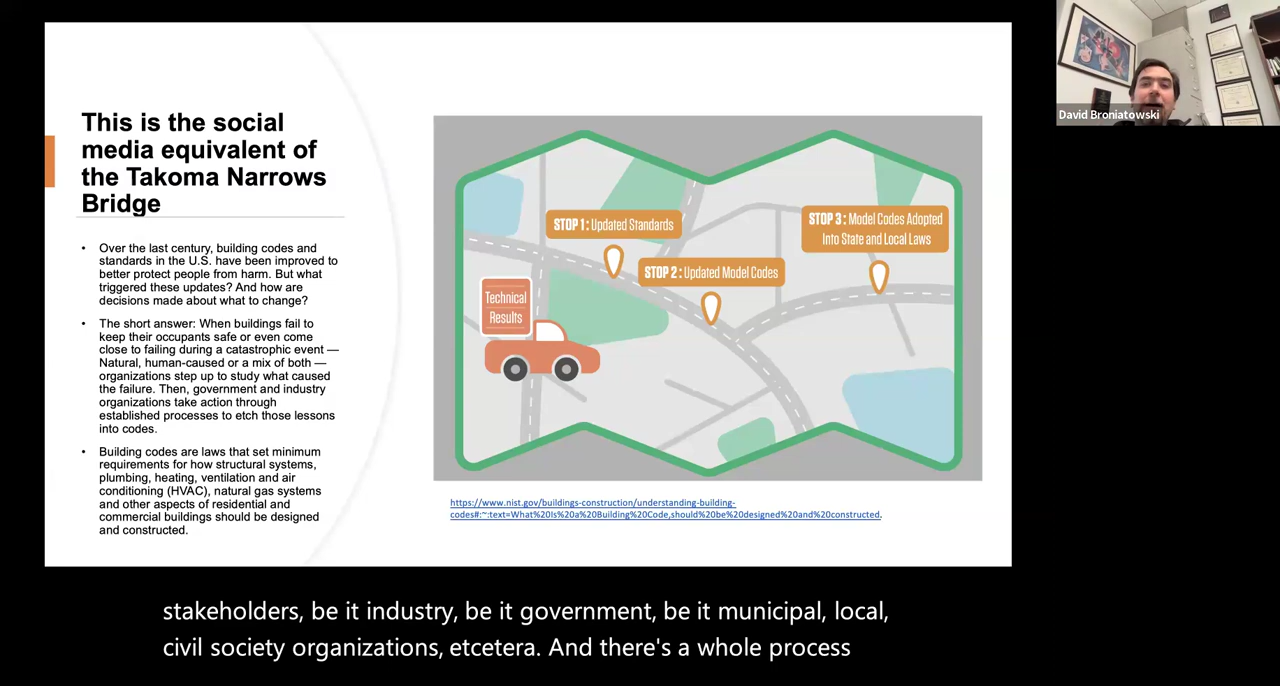 This is the social
media equivalent of
the Takoma Narrows
Bridge
• Over the last century, building codes and
standards in the U.S. have been improved to
better protect people from harm. But what
triggered these updates? And how are
decisions made about what to change?
• The short answer: When buildings fail to
keep their occupants safe or even come
close to failing during a catastrophic event —
Natural, human-caused or a mix of both —
organizations step up to study what caused
the failure. Then, government and industry
organizations take action through
established processes to etch those lessons
into codes.
• Building codes are laws that set minimum
requirements for how structural systems,
plumbing, heating, ventilation and air
conditioning (HVAC), natural gas systems
and other aspects of residential and
commercial buildings should be designed
and constructed.
STOP 1: Updated Standards
STOP 2: Updated Model Codes
STOP 3: Model Codes Adopted
Into State and Local Laws
Technical
Results
https://www.nist.gov/buildings-construction/understanding-building-
codes#:~:text=What%20Is%20a%20Building%20Code,should%20be%20designed%20and%20constructed.
David Broniatowski
stakeholders, be it industry, be it government, be it municipal, local,
civil society organizations, etcetera. And there's a whole process